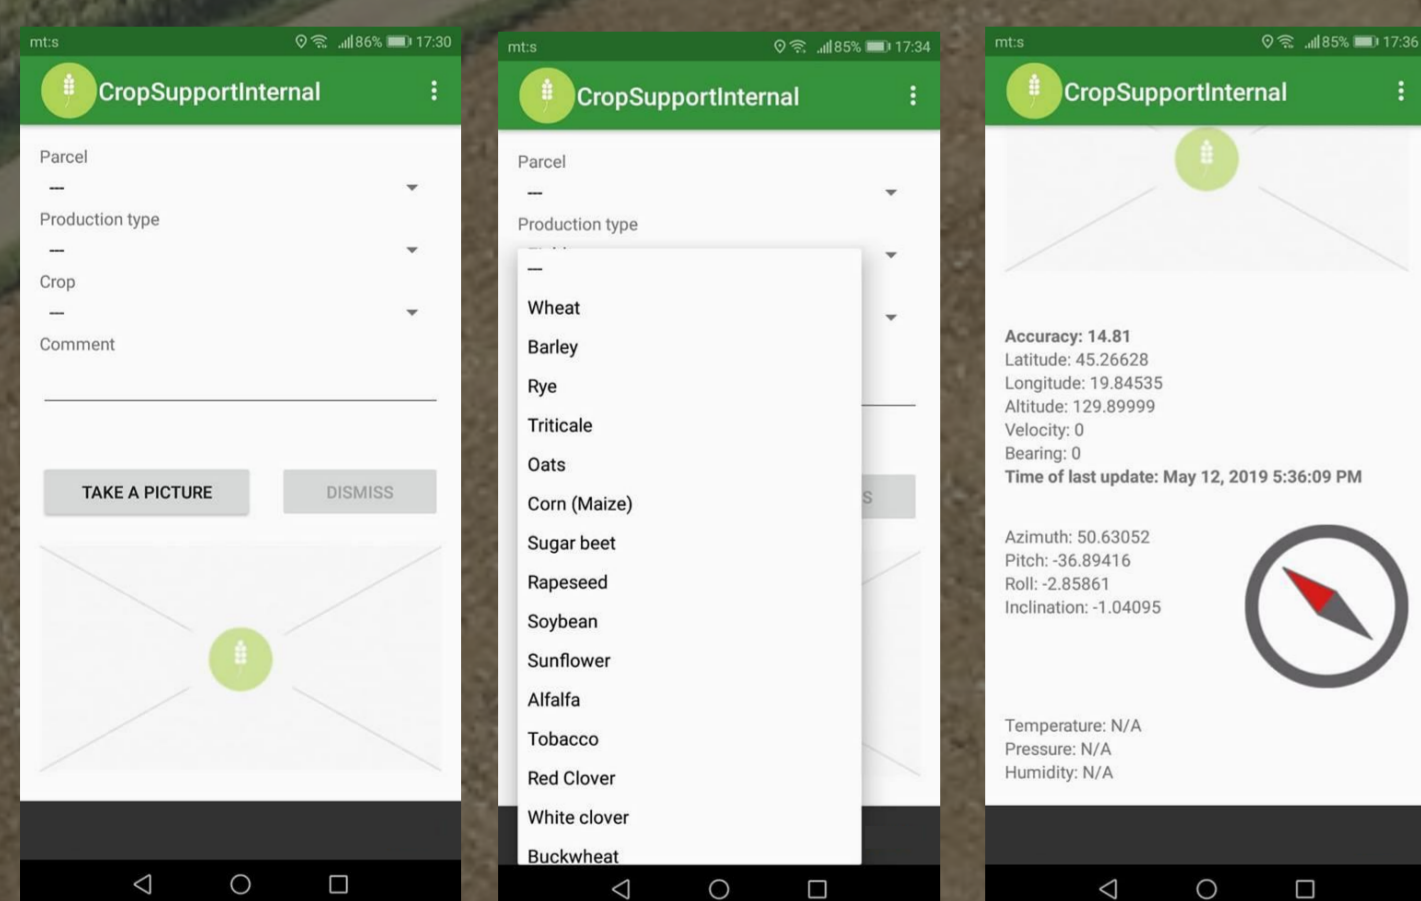 mt:s 86% 17:30
CropSupportInternal
Parcel
---
Production type
---
Crop
---
Comment
TAKE A PICTURE DISMISS
mt:s 85% 17:34
CropSupportInternal
Parcel
---
Production type
---
Wheat
Barley
Rye
Triticale
Oats
Corn (Maize)
Sugar beet
Rapeseed
Soybean
Sunflower
Alfalfa
Tobacco
Red Clover
White clover
Buckwheat
S
mt:s 85% 17:36
CropSupportInternal
Accuracy: 14.81
Latitude: 45.26628
Longitude: 19.84535
Altitude: 129.89999
Velocity: 0
Bearing: 0
Time of last update: May 12, 2019 5:36:09 PM
Azimuth: 50.63052
Pitch: -36.89416
Roll: -2.85861
Inclination: -1.04095
Temperature: N/A
Pressure: N/A
Humidity: N/A